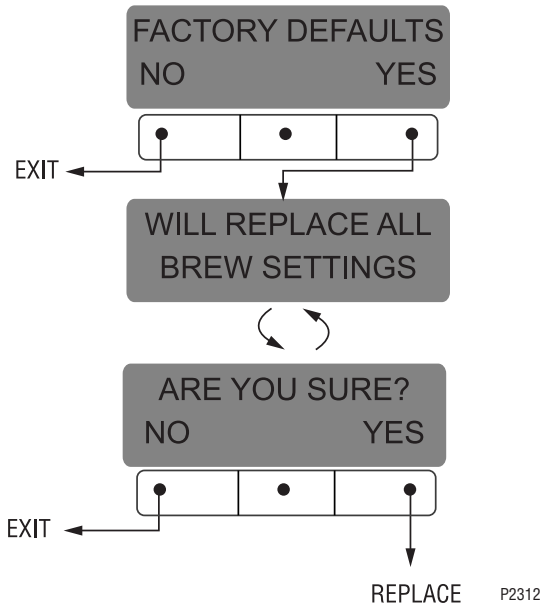 FACTORY DEFAULTS
NO YES
EXIT
WILL REPLACE ALL
BREW SETTINGS
ARE YOU SURE?
NO YES
EXIT
REPLACE P2312